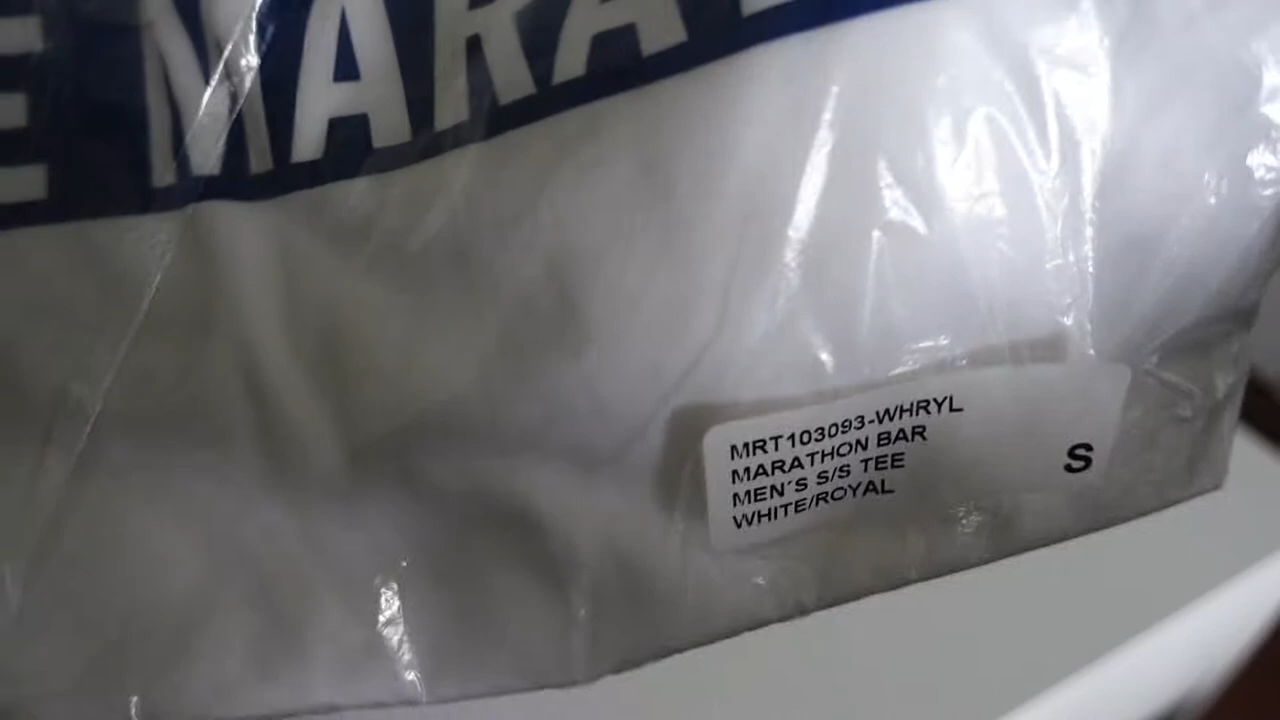 E MARA
MRT103093-WHRYL
MARATHON BAR
MEN'S S/S TEE
WHITE/ROYAL
S